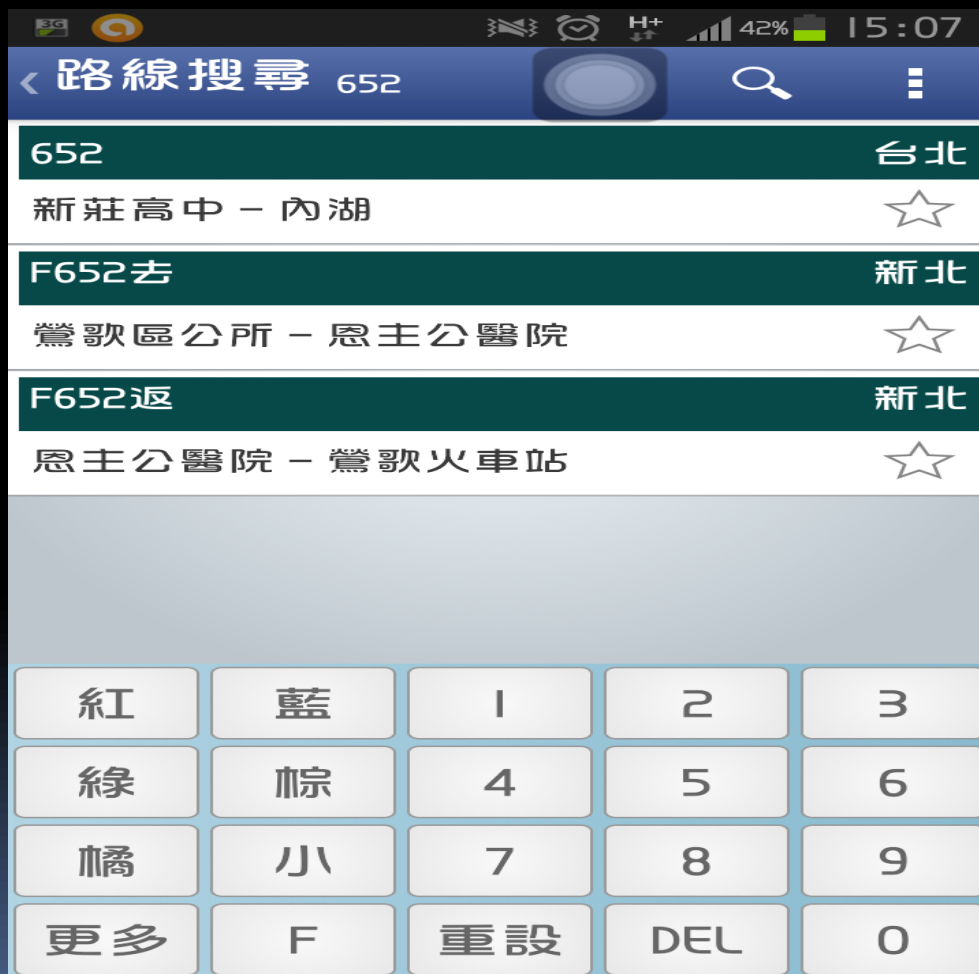 3G H+ 42% 15:07
路線搜尋 652
652 台北
新莊高中 - 內湖
F652去 新北
鶯歌區公所 - 恩主公醫院
F652返 新北
恩主公醫院 - 鶯歌火車站
紅 藍 1 2 3
綠 棕 4 5 6
橘 小 7 8 9
更多 F 重設 DEL 0